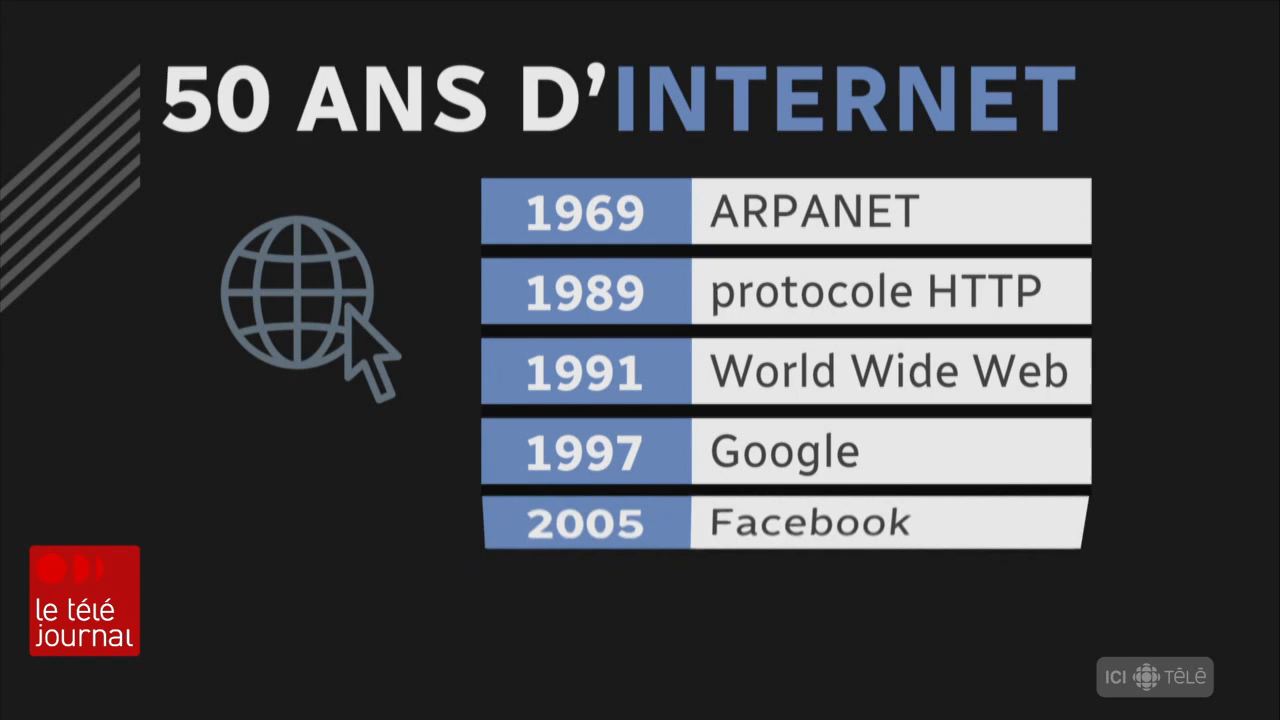 50 ANS D'INTERNET
1969 ARPANET
1989 protocole HTTP
1991 World Wide Web
1997 Google
2005 Facebook
le télé
journal
ICI TÉLÉ